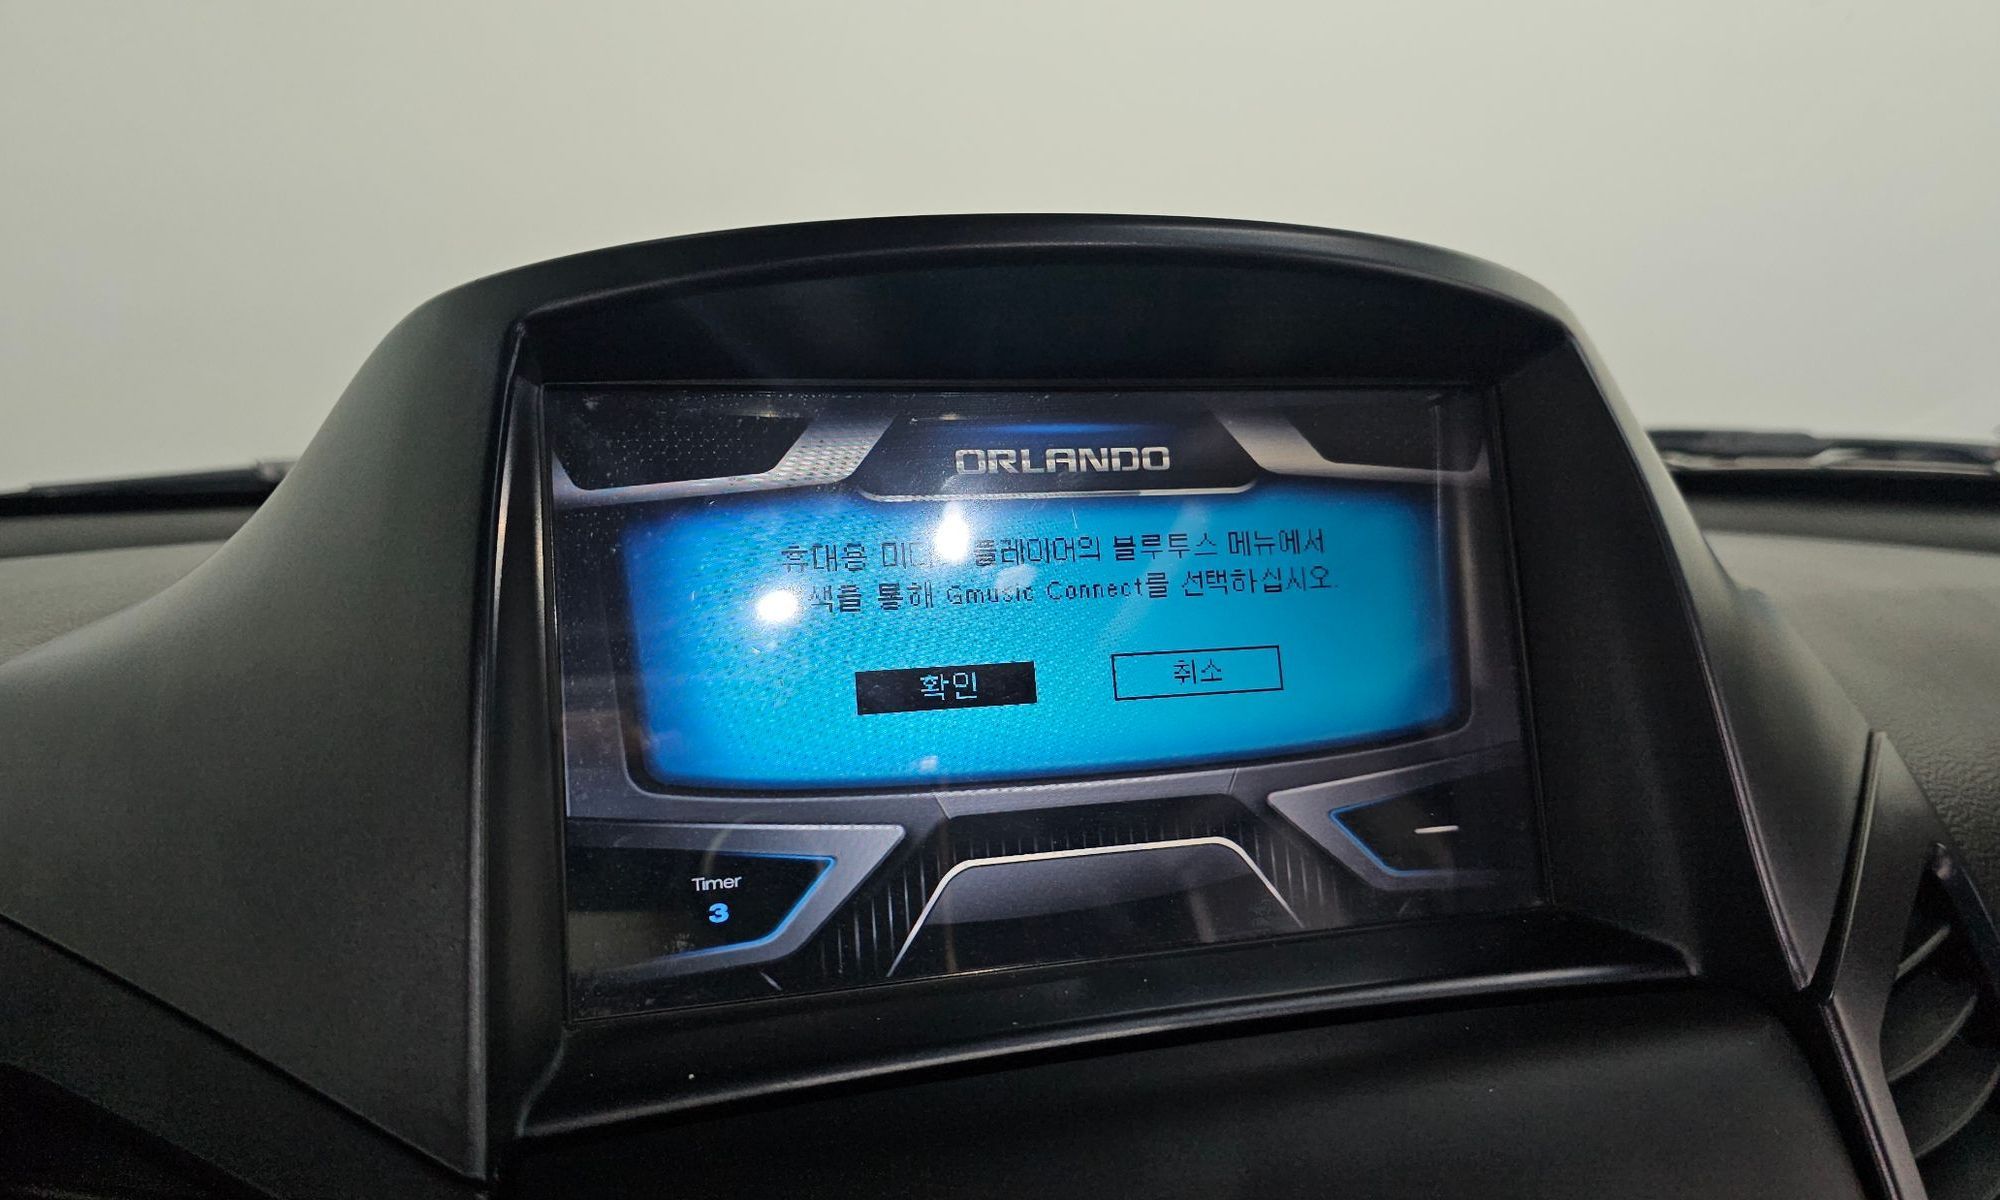 ORLANDO
휴대용 플레이어의 블루투스 메뉴에서
통해 Gmusic Connect를 선택하십시오.
확인 취소
Timer
3